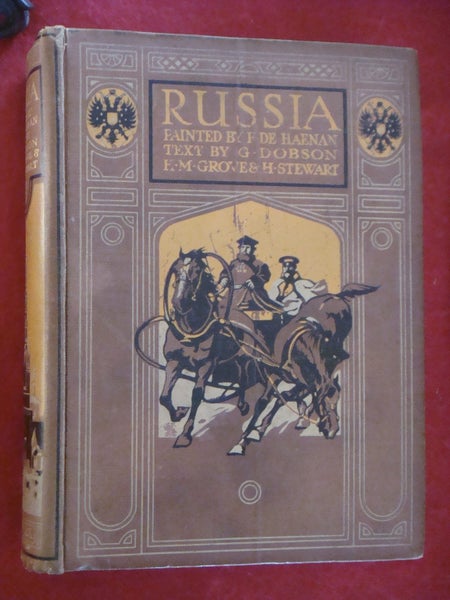 RUSSIA
PAINTED BY F. DE HAENAN
TEXT BY G. DOBSON
H. M. GROVE & H. STEWART